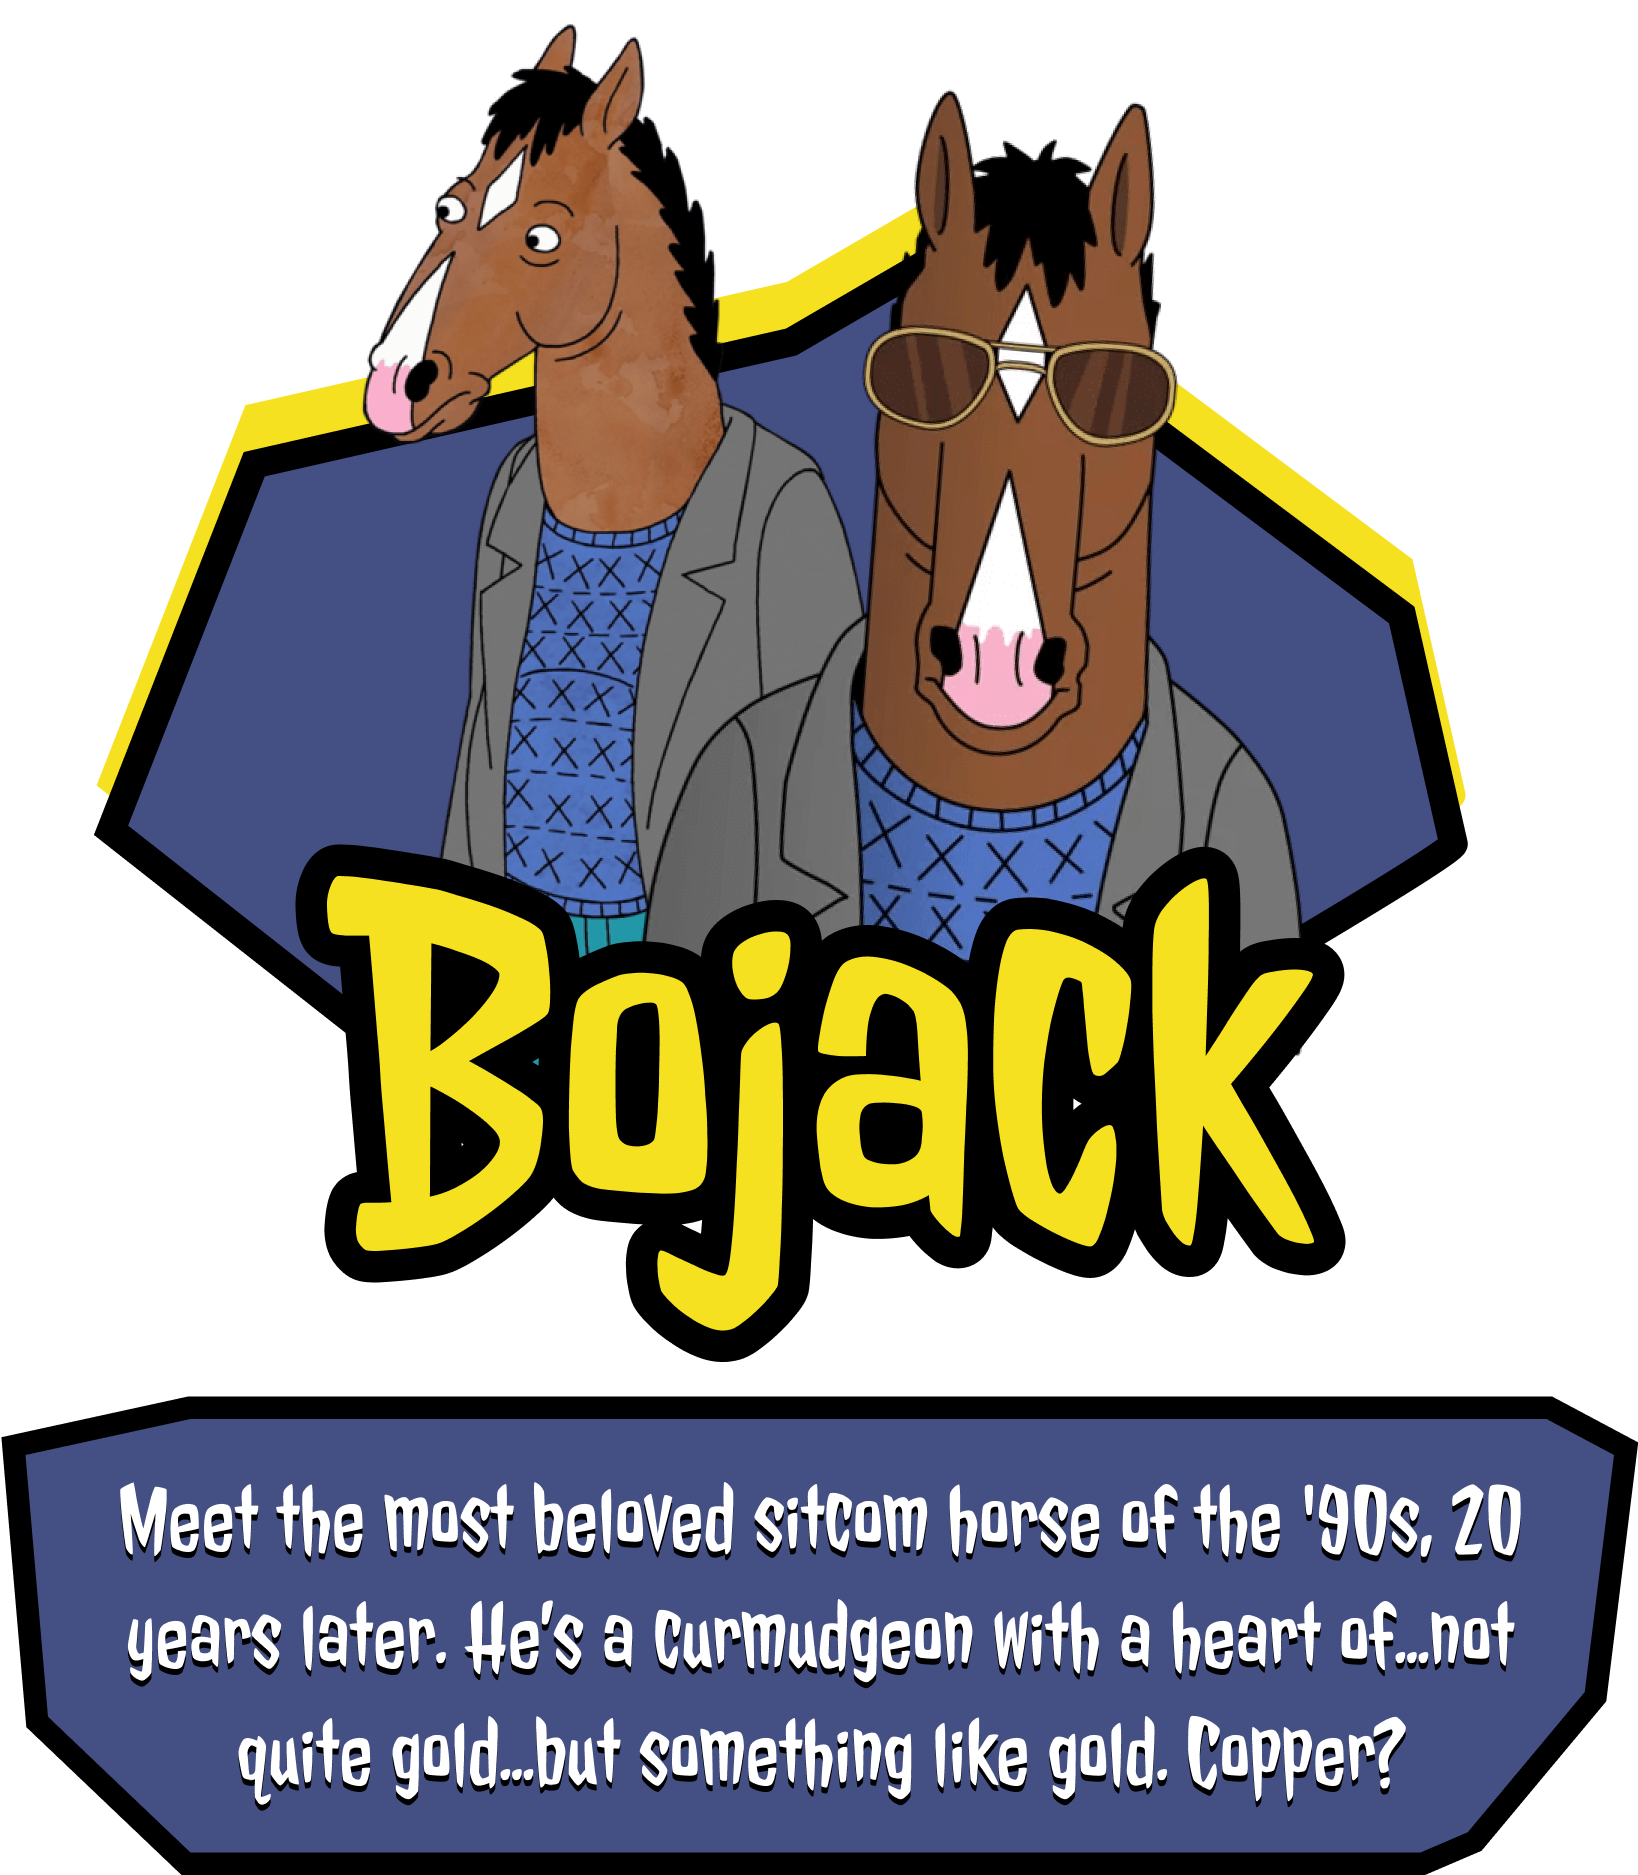 Bojack
Meet the most beloved sitcom horse of the '90s, 20
years later. He's a curmudgeon with a heart of...not
quite gold...but something like gold. Copper?